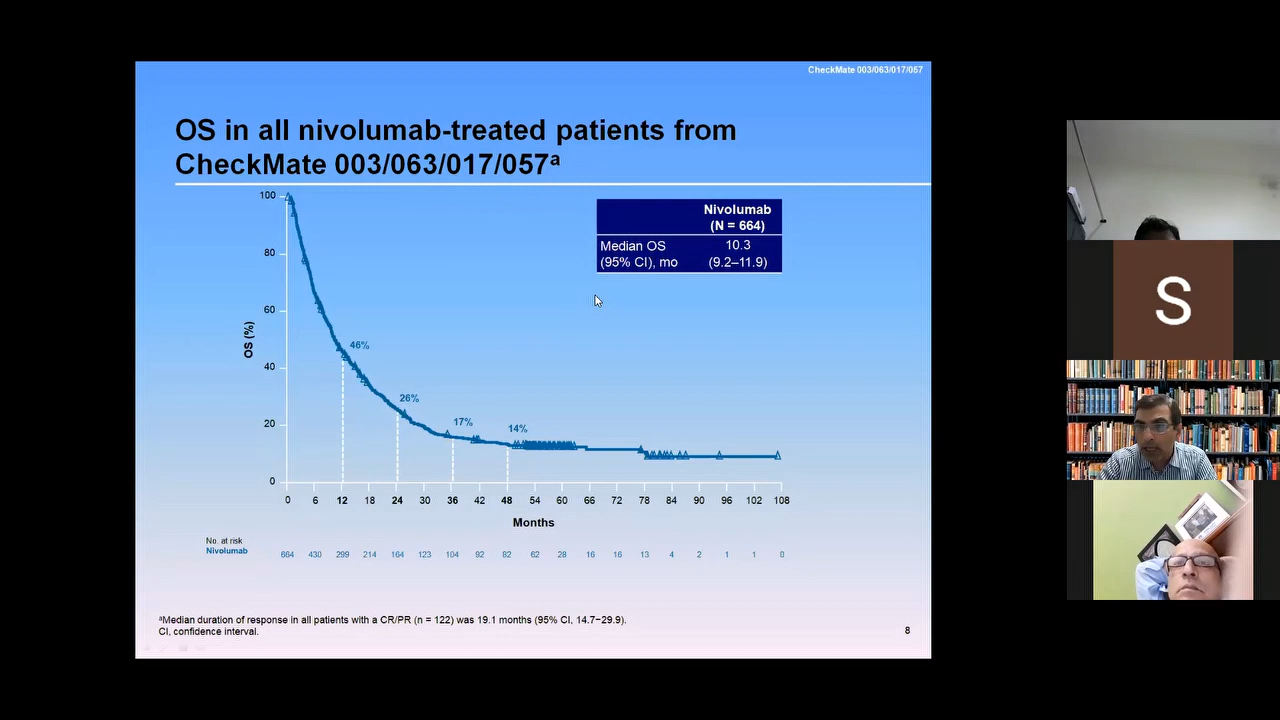 CheckMate 003/063/017/057
OS in all nivolumab-treated patients from
CheckMate 003/063/017/057ᵃ
100
80
60
40
20
0
OS (%)
46%
26%
17%
14%
Nivolumab
(N = 664)
Median OS 10.3
(95% CI), mo (9.2–11.9)
0 6 12 18 24 30 36 42 48 54 60 66 72 78 84 90 96 102 108
Months
No. at risk
Nivolumab 664 430 299 214 164 123 104 92 82 62 28 16 16 13 4 2 1 1 0
ᵃMedian duration of response in all patients with a CR/PR (n = 122) was 19.1 months (95% CI, 14.7–29.9).
CI, confidence interval.
8
S